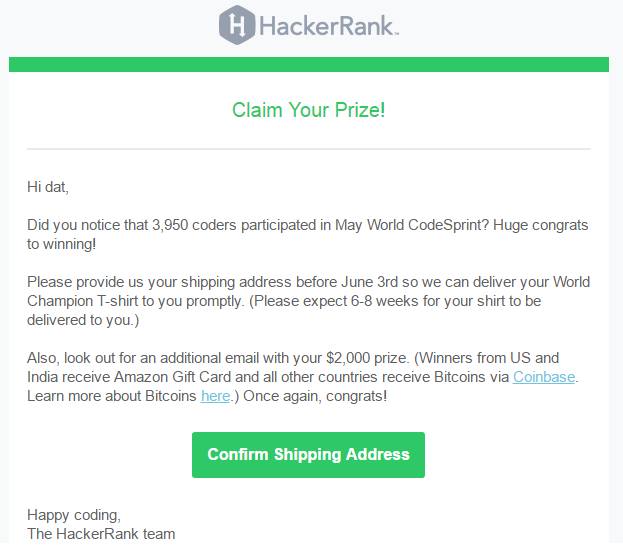 HackerRank
Claim Your Prize!
Hi dat,
Did you notice that 3,950 coders participated in May World CodeSprint? Huge congrats
to winning!
Please provide us your shipping address before June 3rd so we can deliver your World
Champion T-shirt to you promptly. (Please expect 6-8 weeks for your shirt to be
delivered to you.)
Also, look out for an additional email with your $2,000 prize. (Winners from US and
India receive Amazon Gift Card and all other countries receive Bitcoins via Coinbase.
Learn more about Bitcoins here.) Once again, congrats!
Confirm Shipping Address
Happy coding,
The HackerRank team